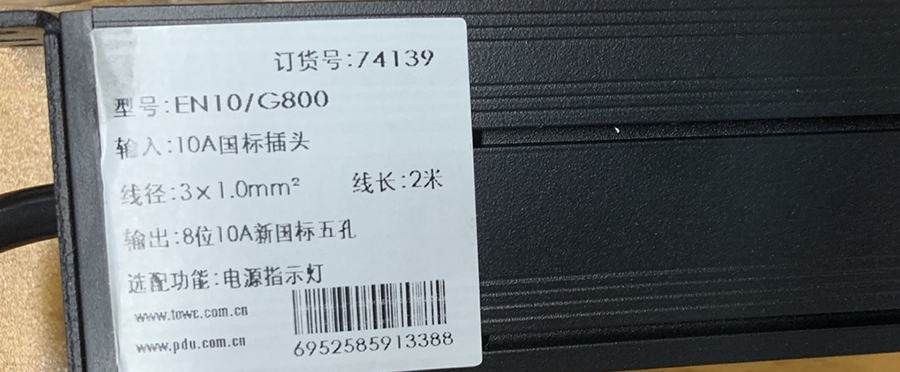 订货号:74139
型号:EN10/G800
输入:10A国标插头
线径:3×1.0mm² 线长:2米
输出:8位10A新国标五孔
选配功能:电源指示灯
www.towe.com.cn
www.pdu.com.cn
6952585913388